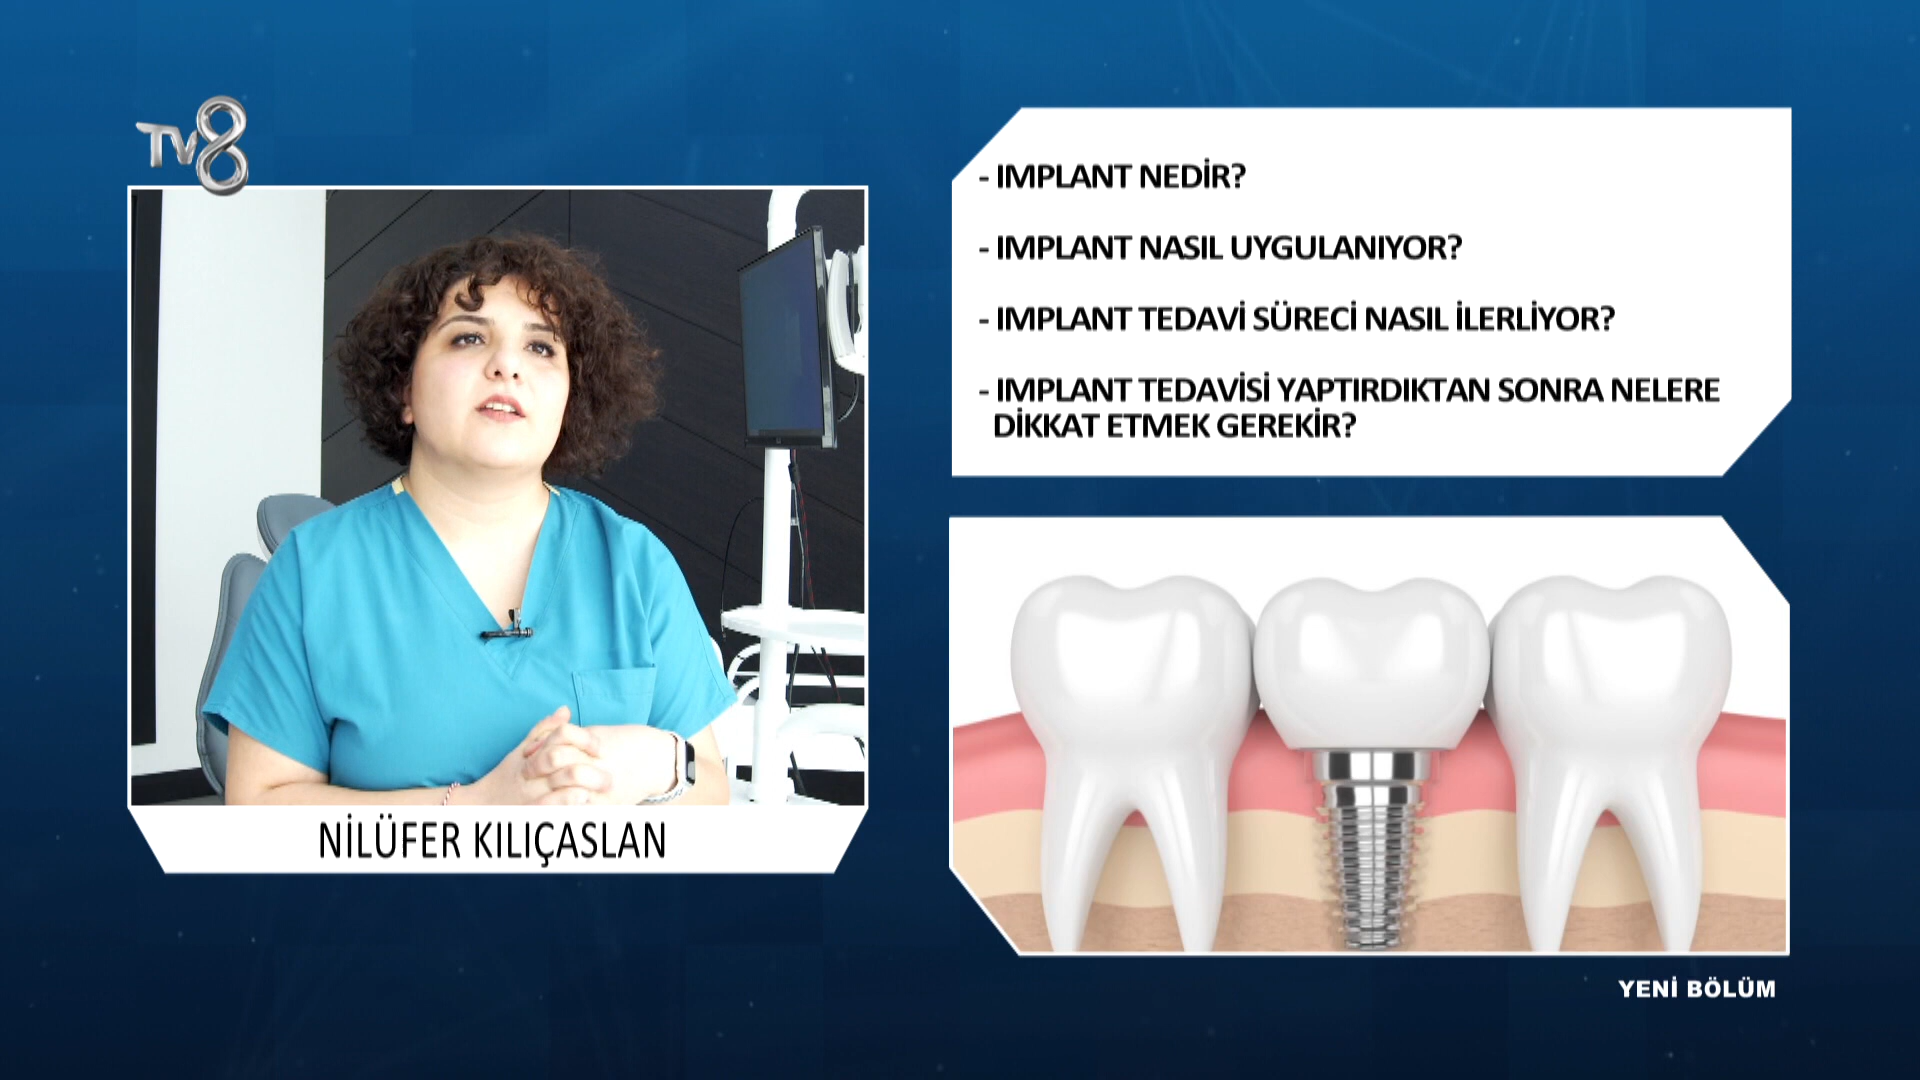 TV8
- IMPLANT NEDİR?
- IMPLANT NASIL UYGULANIYOR?
- IMPLANT TEDAVİ SÜRECİ NASIL İLERLİYOR?
- IMPLANT TEDAVİSİ YAPTIRDIKTAN SONRA NELERE
DİKKAT ETMEK GEREKİR?
NİLÜFER KILIÇASLAN
YENİ BÖLÜM